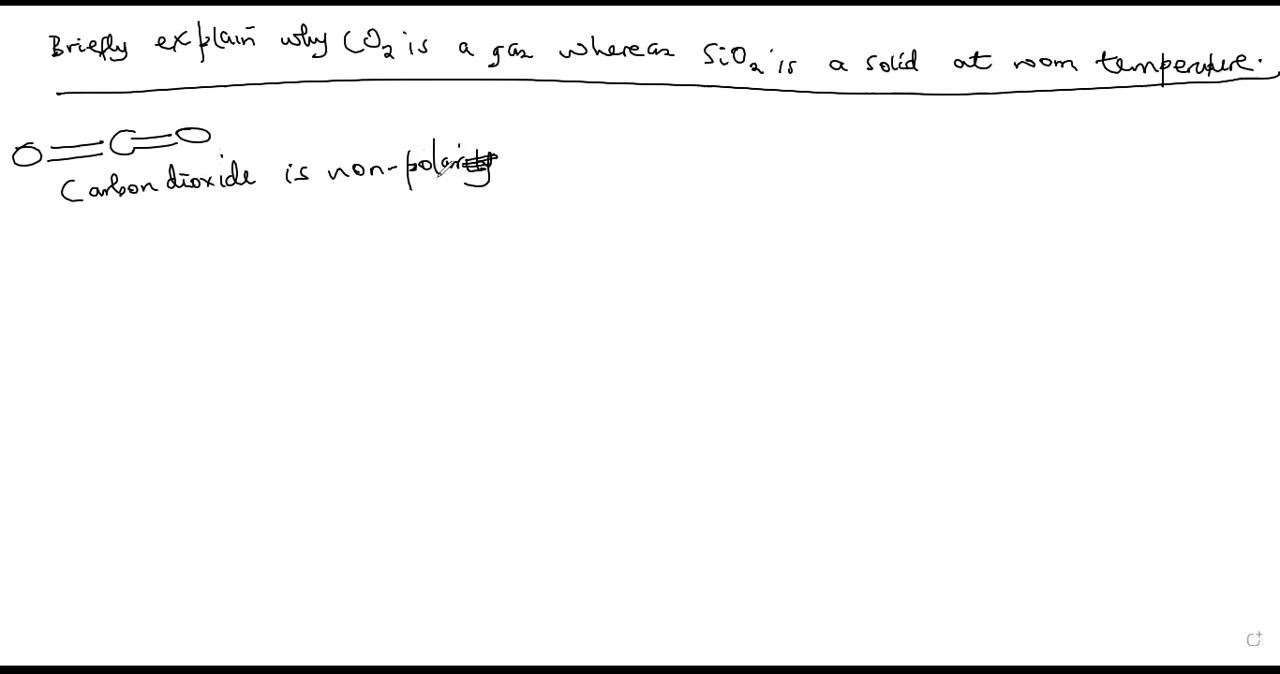 Briefly explain why CO₂ is a gas whereas SiO₂ is a solid at room temperature.
O=C=O
Carbon dioxide is non-polar